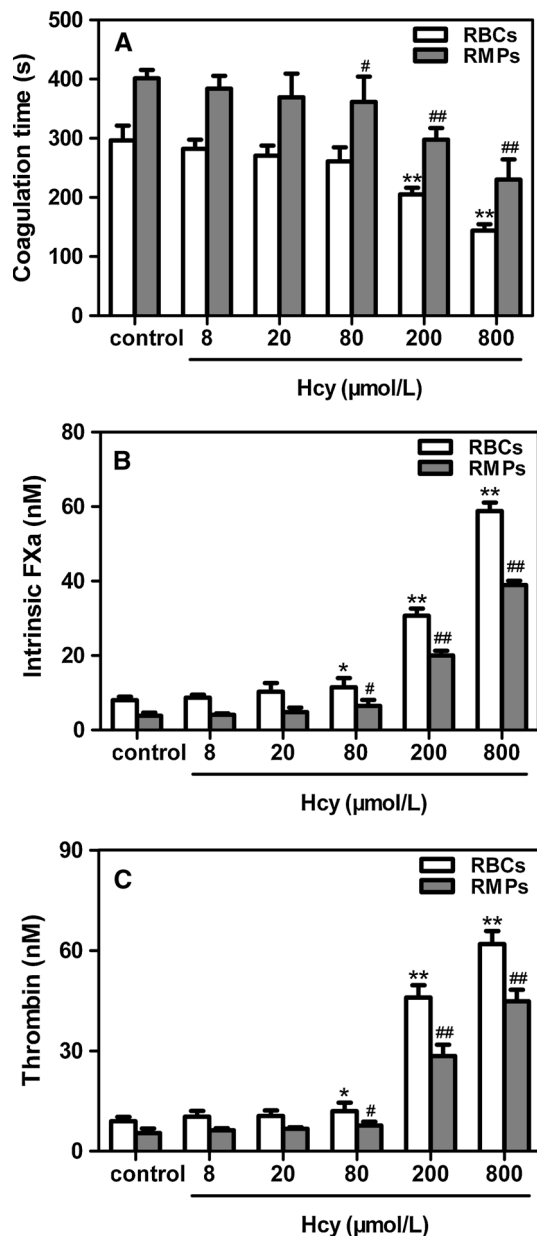 A
RBCs
RMPs
Coagulation time (s)
500
400
300
200
100
0
#
##
##
**
**
control 8 20 80 200 800
Hcy (µmol/L)
B
RBCs
RMPs
Intrinsic FXa (nM)
80
60
40
20
0
*
#
**
##
**
##
control 8 20 80 200 800
Hcy (µmol/L)
C
RBCs
RMPs
Thrombin (nM)
90
60
30
0
*
#
**
##
**
##
control 8 20 80 200 800
Hcy (µmol/L)